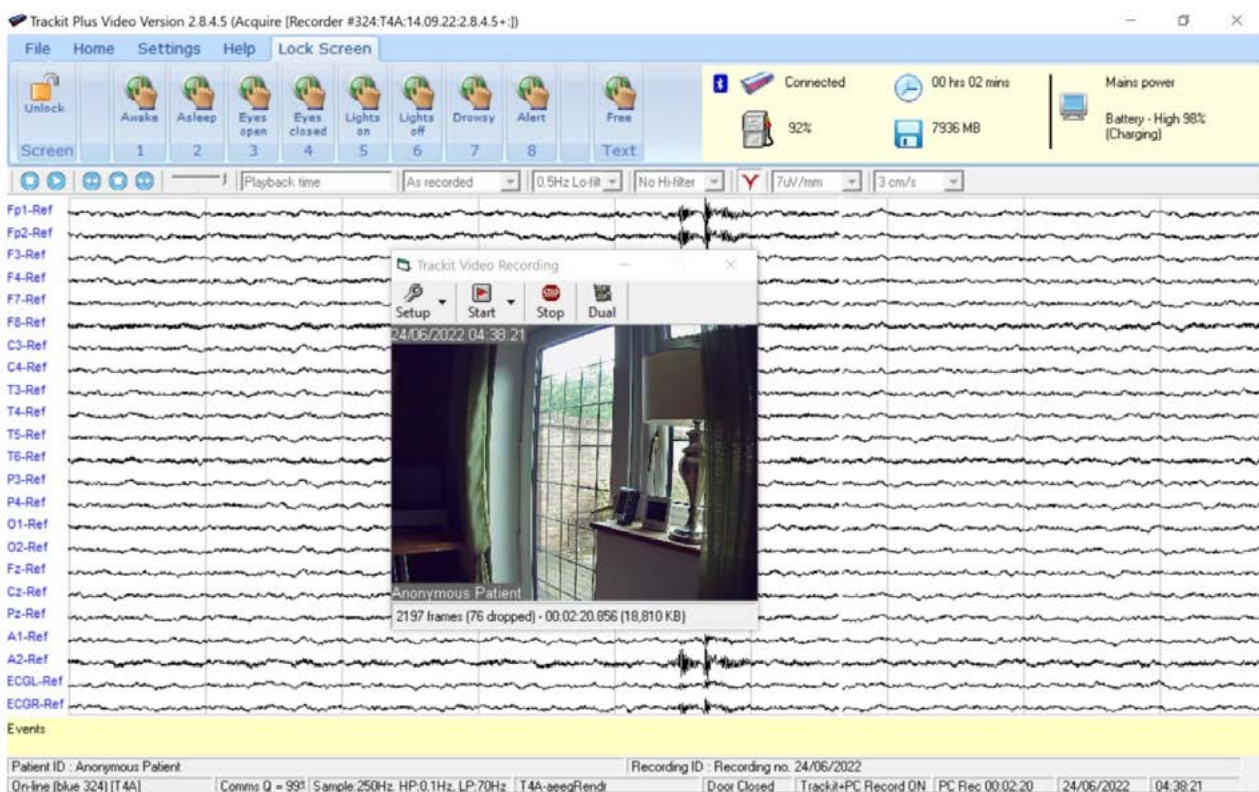 Trackit Plus Video Version 2.8.4.5 (Acquire [Recorder #324:T4A:14.09.22:2.8.4.5+:])
File Home Settings Help Lock Screen
Unlock Awake Asleep Eyes open Eyes closed Lights on Lights off Drowsy Alert Free
Screen 1 2 3 4 5 6 7 8 Text
Connected 00 hrs 02 mins Mains power
92% 7936 MB Battery - High 98% (Charging)
Playback time As recorded 0.5Hz Lo-filt No Hi-filter 7uV/mm 3 cm/s
Fp1-Ref
Fp2-Ref
F3-Ref
F4-Ref
F7-Ref
F8-Ref
C3-Ref
C4-Ref
T3-Ref
T4-Ref
T5-Ref
T6-Ref
P3-Ref
P4-Ref
O1-Ref
O2-Ref
Fz-Ref
Cz-Ref
Pz-Ref
A1-Ref
A2-Ref
ECGL-Ref
ECGR-Ref
Trackit Video Recording
Setup Start Stop Dual
24/06/2022 04:38:21
Anonymous Patient
2197 frames (76 dropped) - 00:02:20.856 (18,810 KB)
Events
Patient ID : Anonymous Patient Recording ID : Recording no. 24/06/2022
On-line (blue 324) [T4A] Comms Q = 99% Sample:250Hz, HP:0.1Hz, LP:70Hz T4A-aeegRendr Door Closed Trackit+PC Record ON PC Rec 00:02:20 24/06/2022 04:38:21